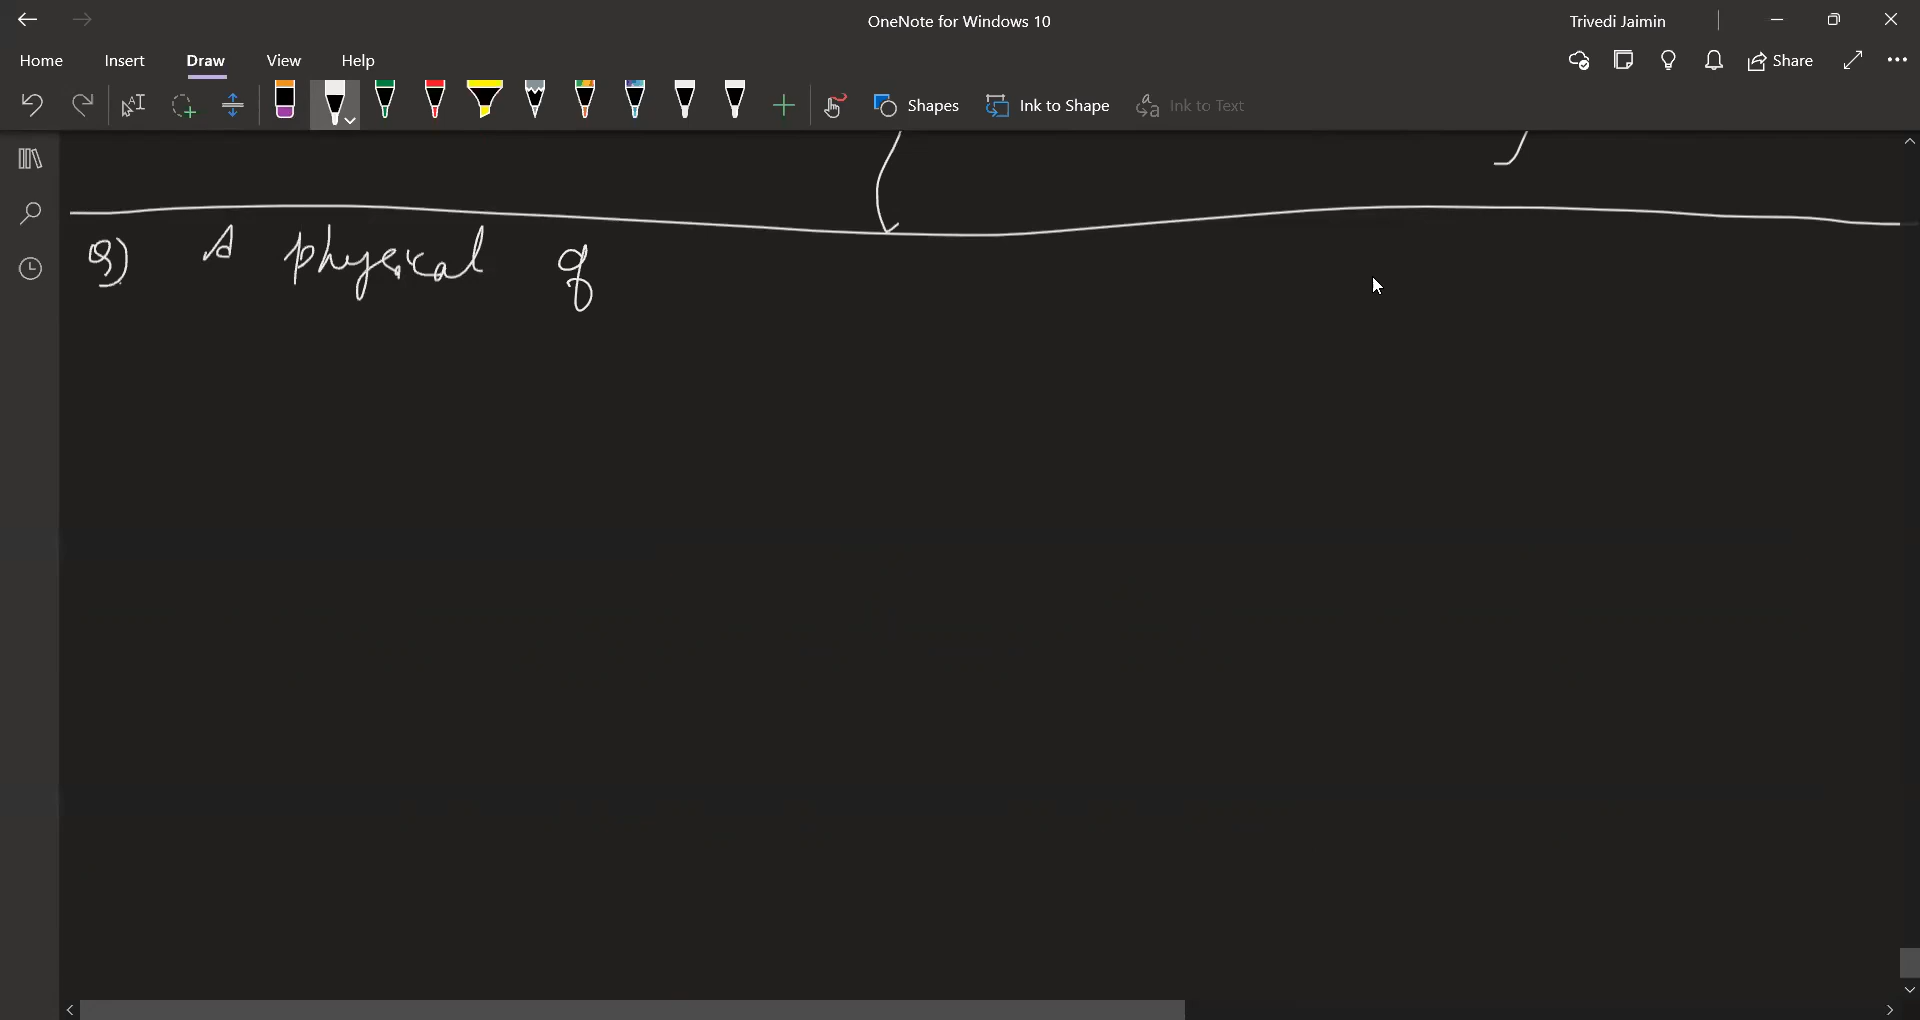 OneNote for Windows 10
Trivedi Jaimin
Home Insert Draw View Help
Share
Shapes Ink to Shape Ink to Text
Q) A physical q